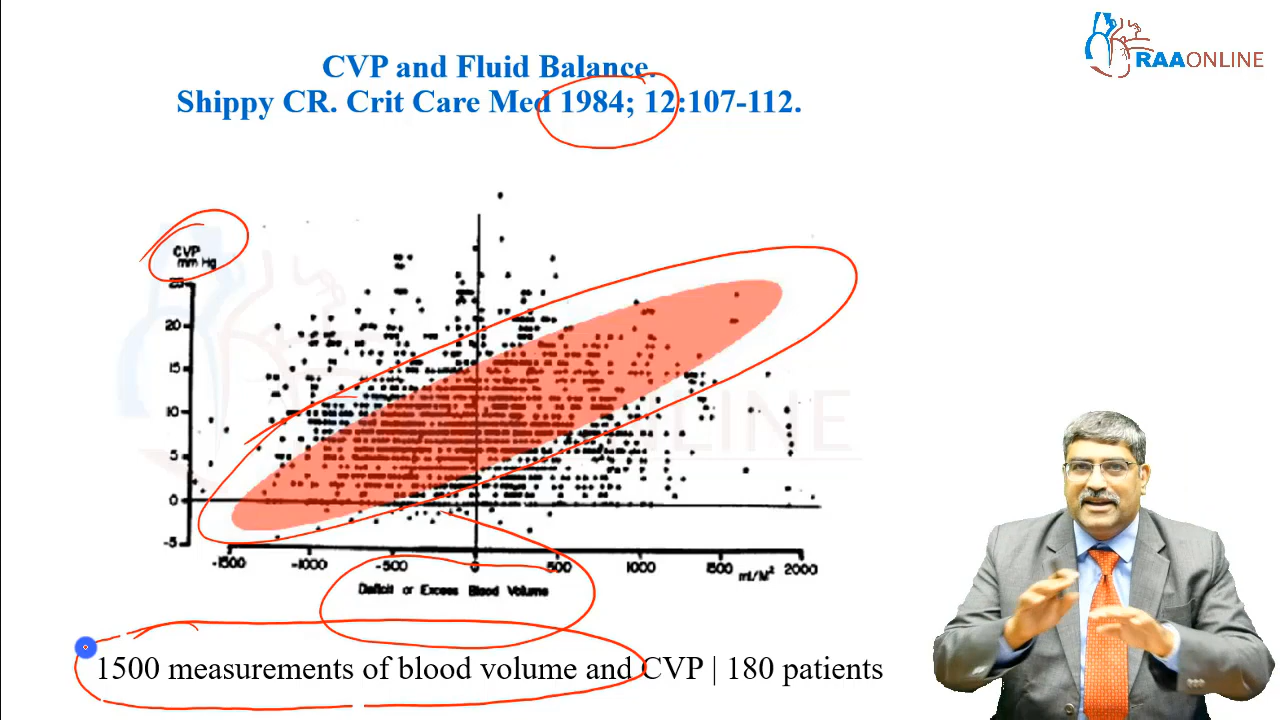 CVP and Fluid Balance.
Shippy CR. Crit Care Med 1984; 12:107-112.
RAAONLINE
CVP
mm Hg
25
20
15
10
5
0
-5
-1500 -1000 -500 0 500 1000 1500 2000
ml/M²
Deficit or Excess Blood Volume
ONLINE
1500 measurements of blood volume and CVP | 180 patients